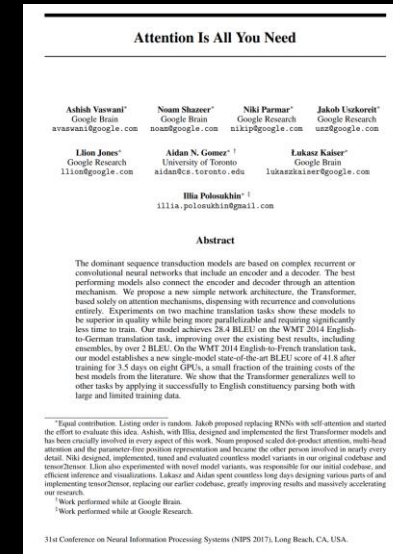 Attention Is All You Need
Ashish Vaswani* Noam Shazeer* Niki Parmar* Jakob Uszkoreit*
Google Brain Google Brain Google Research Google Research
avaswani@google.com noam@google.com nikip@google.com usz@google.com
Llion Jones* Aidan N. Gomez* † Łukasz Kaiser*
Google Research University of Toronto Google Brain
llion@google.com aidan@cs.toronto.edu lukaszkaiser@google.com
Illia Polosukhin* ‡
illia.polosukhin@gmail.com
Abstract
The dominant sequence transduction models are based on complex recurrent or
convolutional neural networks that include an encoder and a decoder. The best
performing models also connect the encoder and decoder through an attention
mechanism. We propose a new simple network architecture, the Transformer,
based solely on attention mechanisms, dispensing with recurrence and convolutions
entirely. Experiments on two machine translation tasks show these models to
be superior in quality while being more parallelizable and requiring significantly
less time to train. Our model achieves 28.4 BLEU on the WMT 2014 English-
to-German translation task, improving over the existing best results, including
ensembles, by over 2 BLEU. On the WMT 2014 English-to-French translation task,
our model establishes a new single-model state-of-the-art BLEU score of 41.8 after
training for 3.5 days on eight GPUs, a small fraction of the training costs of the
best models from the literature. We show that the Transformer generalizes well to
other tasks by applying it successfully to English constituency parsing both with
large and limited training data.
*Equal contribution. Listing order is random. Jakob proposed replacing RNNs with self-attention and started
the effort to evaluate this idea. Ashish, with Illia, designed and implemented the first Transformer models and
has been crucially involved in every aspect of this work. Noam proposed scaled dot-product attention, multi-head
attention and the parameter-free position representation and became the other person involved in nearly every
detail. Niki designed, implemented, tuned and evaluated countless model variants in our original codebase and
tensor2tensor. Llion also experimented with novel model variants, was responsible for our initial codebase, and
efficient inference and visualizations. Lukasz and Aidan spent countless long days designing various parts of and
implementing tensor2tensor, replacing our earlier codebase, greatly improving results and massively accelerating
our research.
†Work performed while at Google Brain.
‡Work performed while at Google Research.
31st Conference on Neural Information Processing Systems (NIPS 2017), Long Beach, CA, USA.